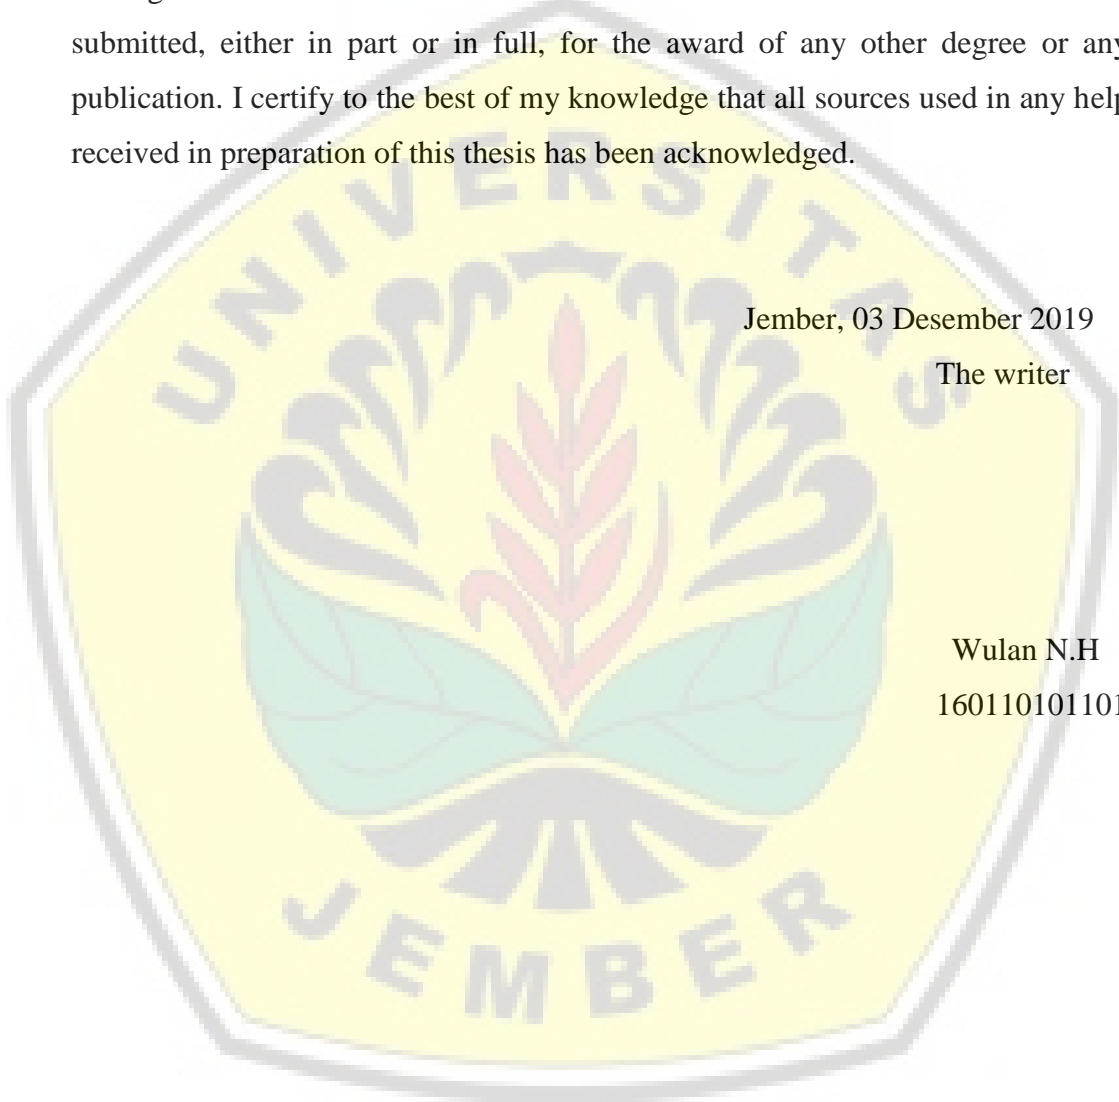 submitted, either in part or in full, for the award of any other degree or any
publication. I certify to the best of my knowledge that all sources used in any help
received in preparation of this thesis has been acknowledged.
UNIVERSITAS
Jember, 03 Desember 2019
The writer
Wulan N.H
160110101101
JEMBER